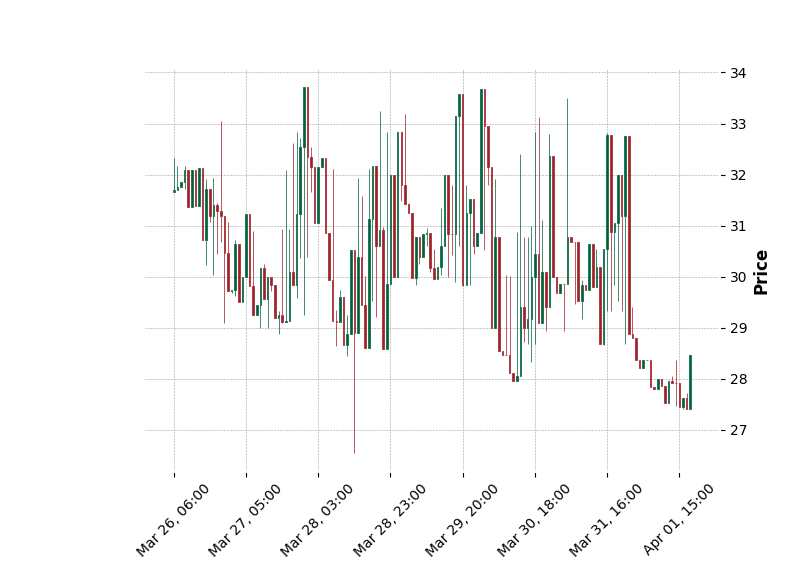 34
33
32
31
30
29
28
27
Price
Mar 26, 06:00
Mar 27, 05:00
Mar 28, 03:00
Mar 28, 23:00
Mar 29, 20:00
Mar 30, 18:00
Mar 31, 16:00
Apr 01, 15:00